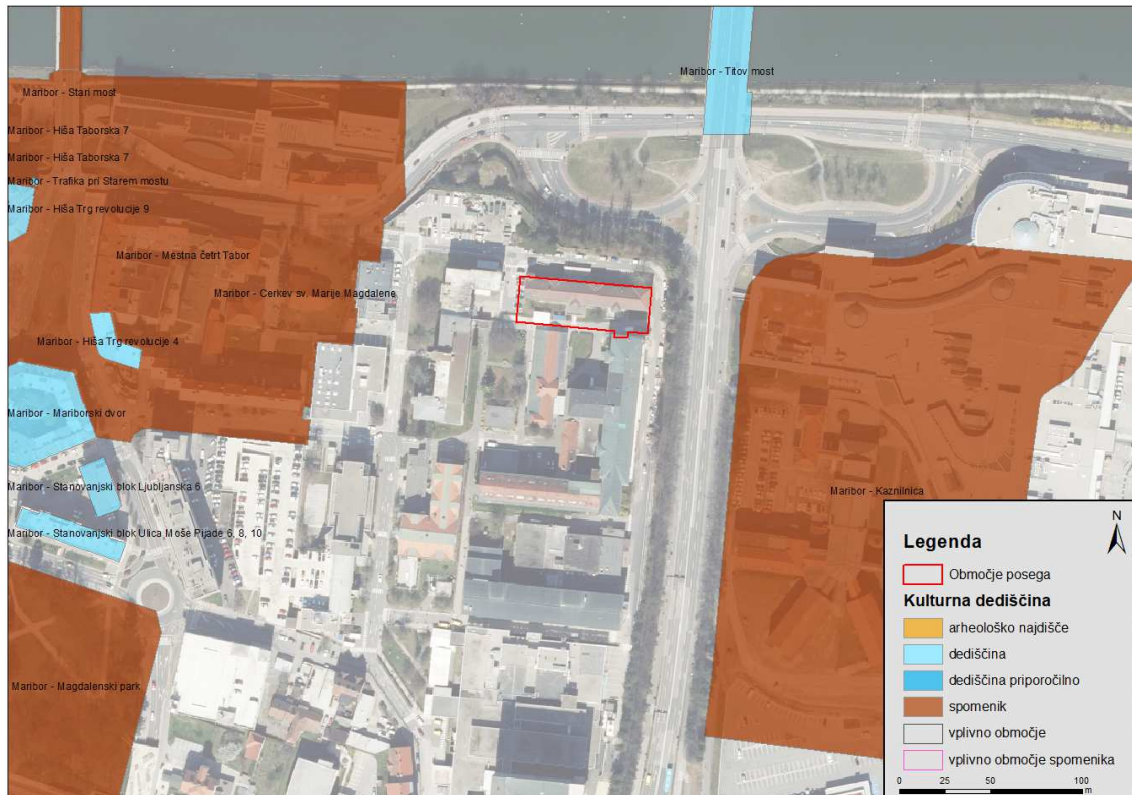 Maribor - Titov most
Maribor - Stari most
Maribor - Hiša Taborska 7
Maribor - Hiša Taborska 7
Maribor - Trafika pri Starem mostu
Maribor - Hiša Trg revolucije 9
Maribor - Mestna četrt Tabor
Maribor - Cerkev sv. Marije Magdalene
Maribor - Hiša Trg revolucije 4
Maribor - Mariborski dvor
Maribor - Stanovanjski blok Ljubljanska 6
Maribor - Kaznilnica
Maribor - Stanovanjski blok Ulica Moše Pijade 6, 8, 10
Maribor - Magdalenski park
N
Legenda
Območje posega
Kulturna dediščina
arheološko najdišče
dediščina
dediščina priporočilno
spomenik
vplivno območje
vplivno območje spomenika
0 25 50 100
m